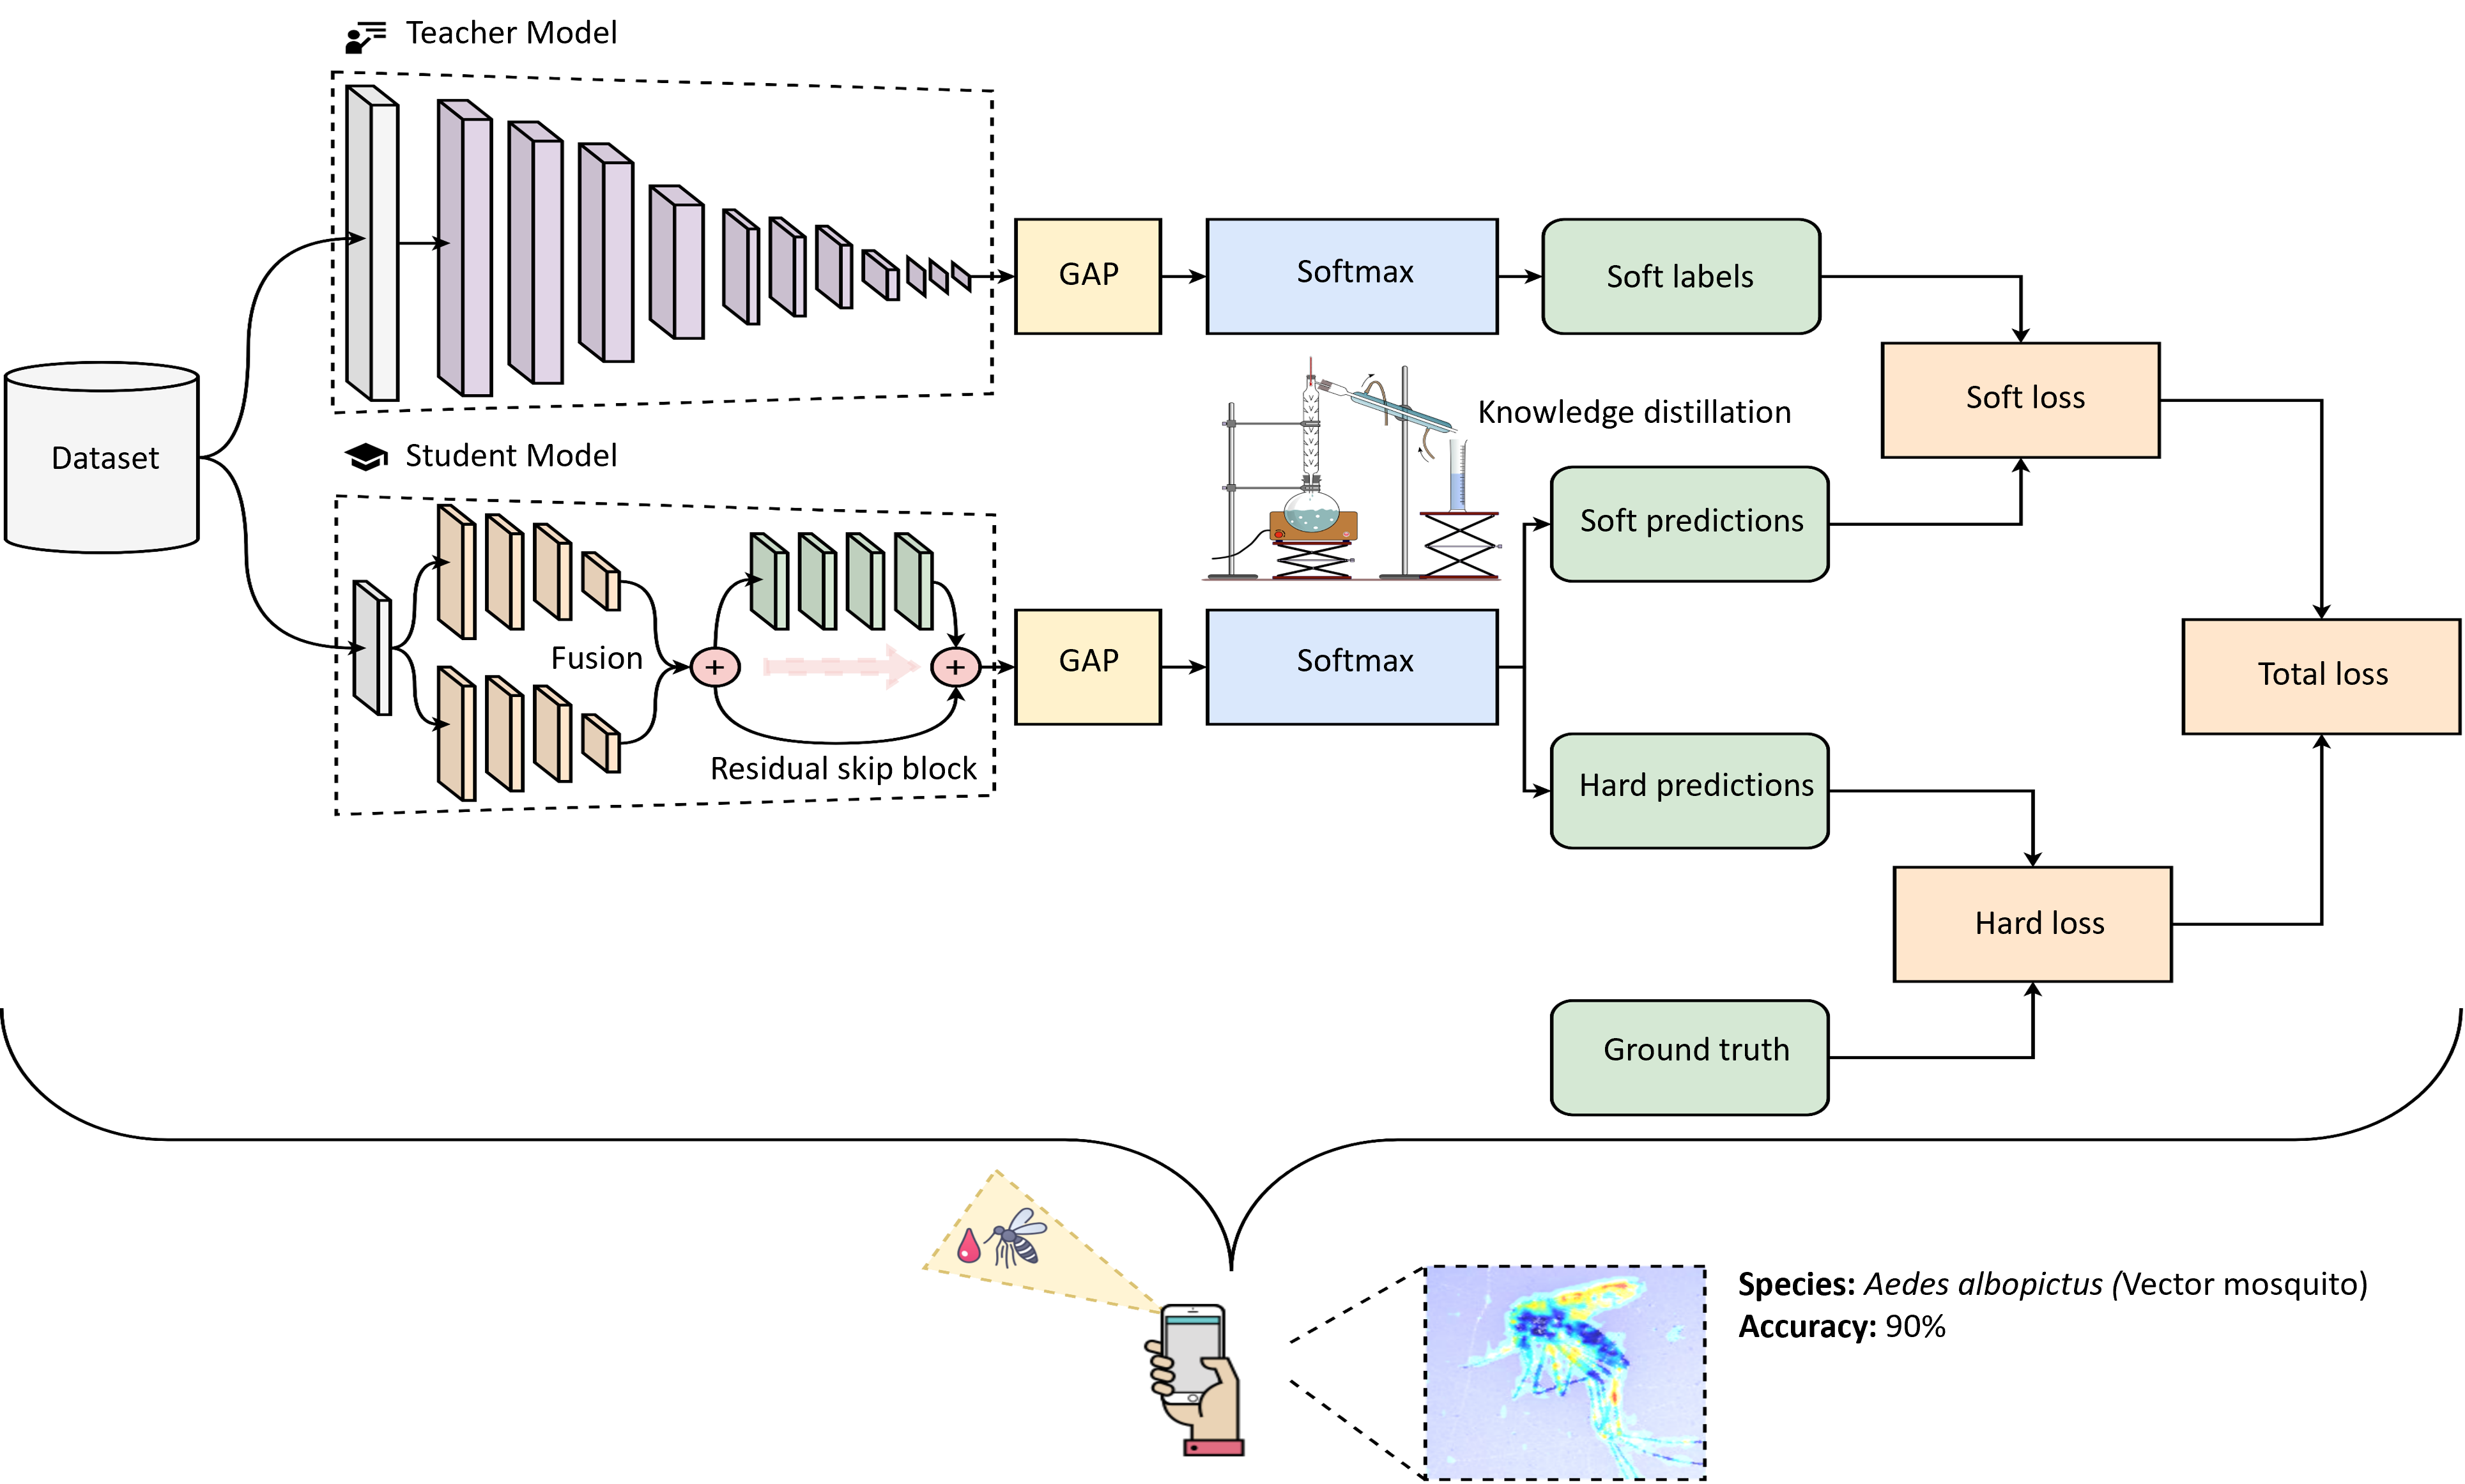 Teacher Model
GAP
Softmax
Soft labels
Soft loss
Knowledge distillation
Dataset
Student Model
Soft predictions
Fusion
GAP
Softmax
Total loss
Residual skip block
Hard predictions
Hard loss
Ground truth
Species: Aedes albopictus (Vector mosquito)
Accuracy: 90%